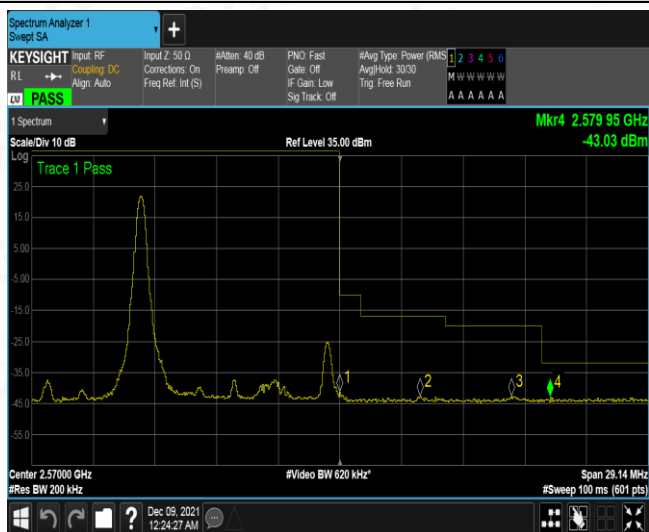 Spectrum Analyzer 1
Swept SA
+
KEYSIGHT
RL
LXI PASS
Input: RF
Coupling: DC
Align: Auto
Input Z: 50 Ω
Corrections: On
Freq Ref: Int (S)
#Atten: 40 dB
Preamp: Off
PNO: Fast
Gate: Off
IF Gain: Low
Sig Track: Off
#Avg Type: Power (RMS
Avg|Hold: 30/30
Trig: Free Run
1 2 3 4 5 6
M W W W W W
A A A A A A
1 Spectrum
Mkr4 2.579 95 GHz
Scale/Div 10 dB
Ref Level 35.00 dBm
-43.03 dBm
Log
Trace 1 Pass
25.0
15.0
5.00
-5.00
-15.0
-25.0
-35.0
-45.0
-55.0
1
2
3
4
Center 2.57000 GHz
#Video BW 620 kHz*
Span 29.14 MHz
#Res BW 200 kHz
#Sweep 100 ms (601 pts)
?
Dec 09, 2021
12:24:27 AM